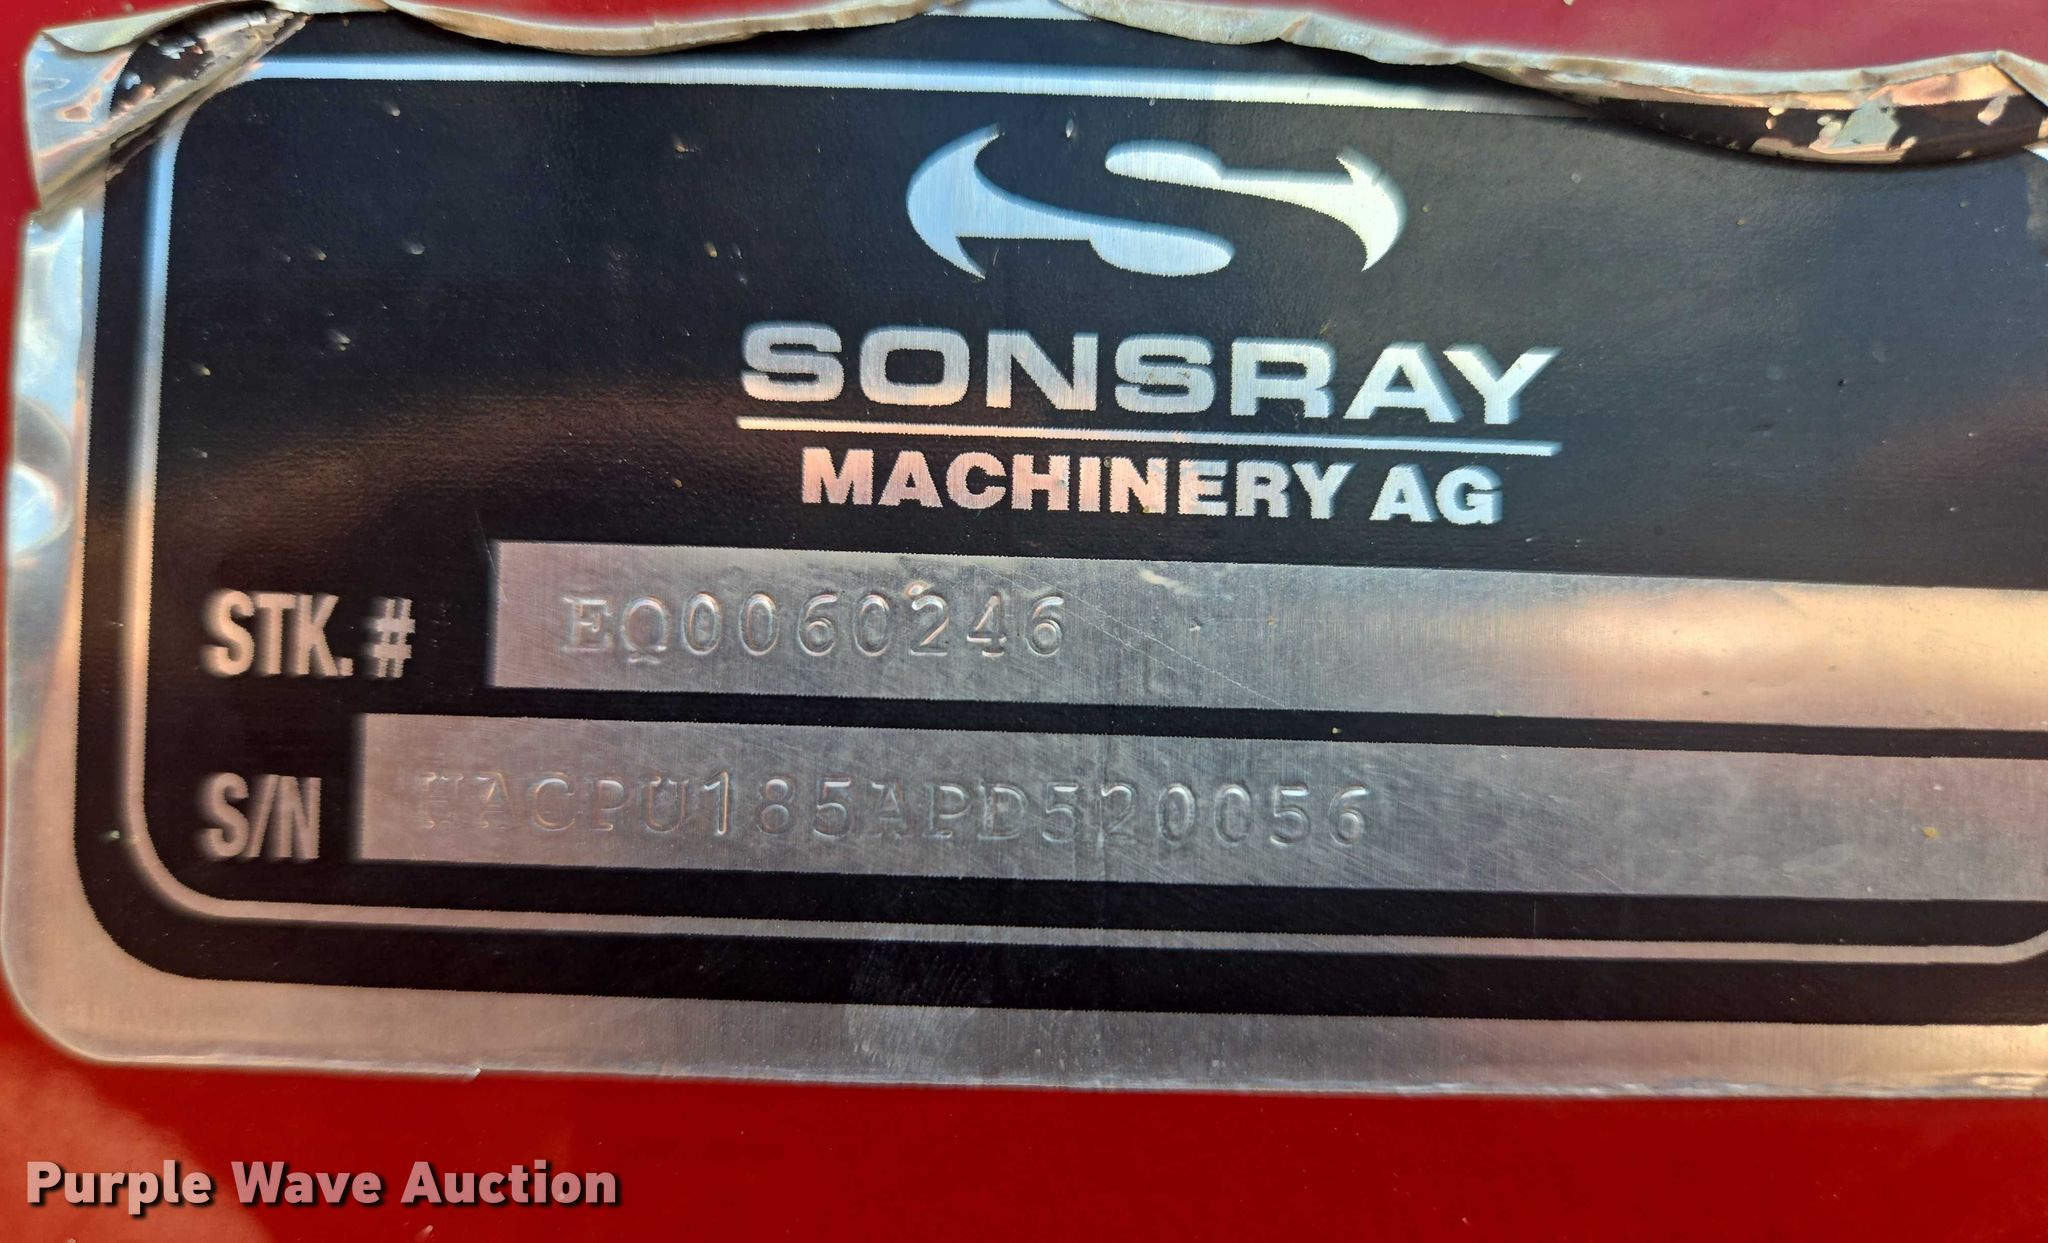 SONSRAY
MACHINERY AG
STK. # EQ0060246
S/N HACPU185APD520056
Purple Wave Auction